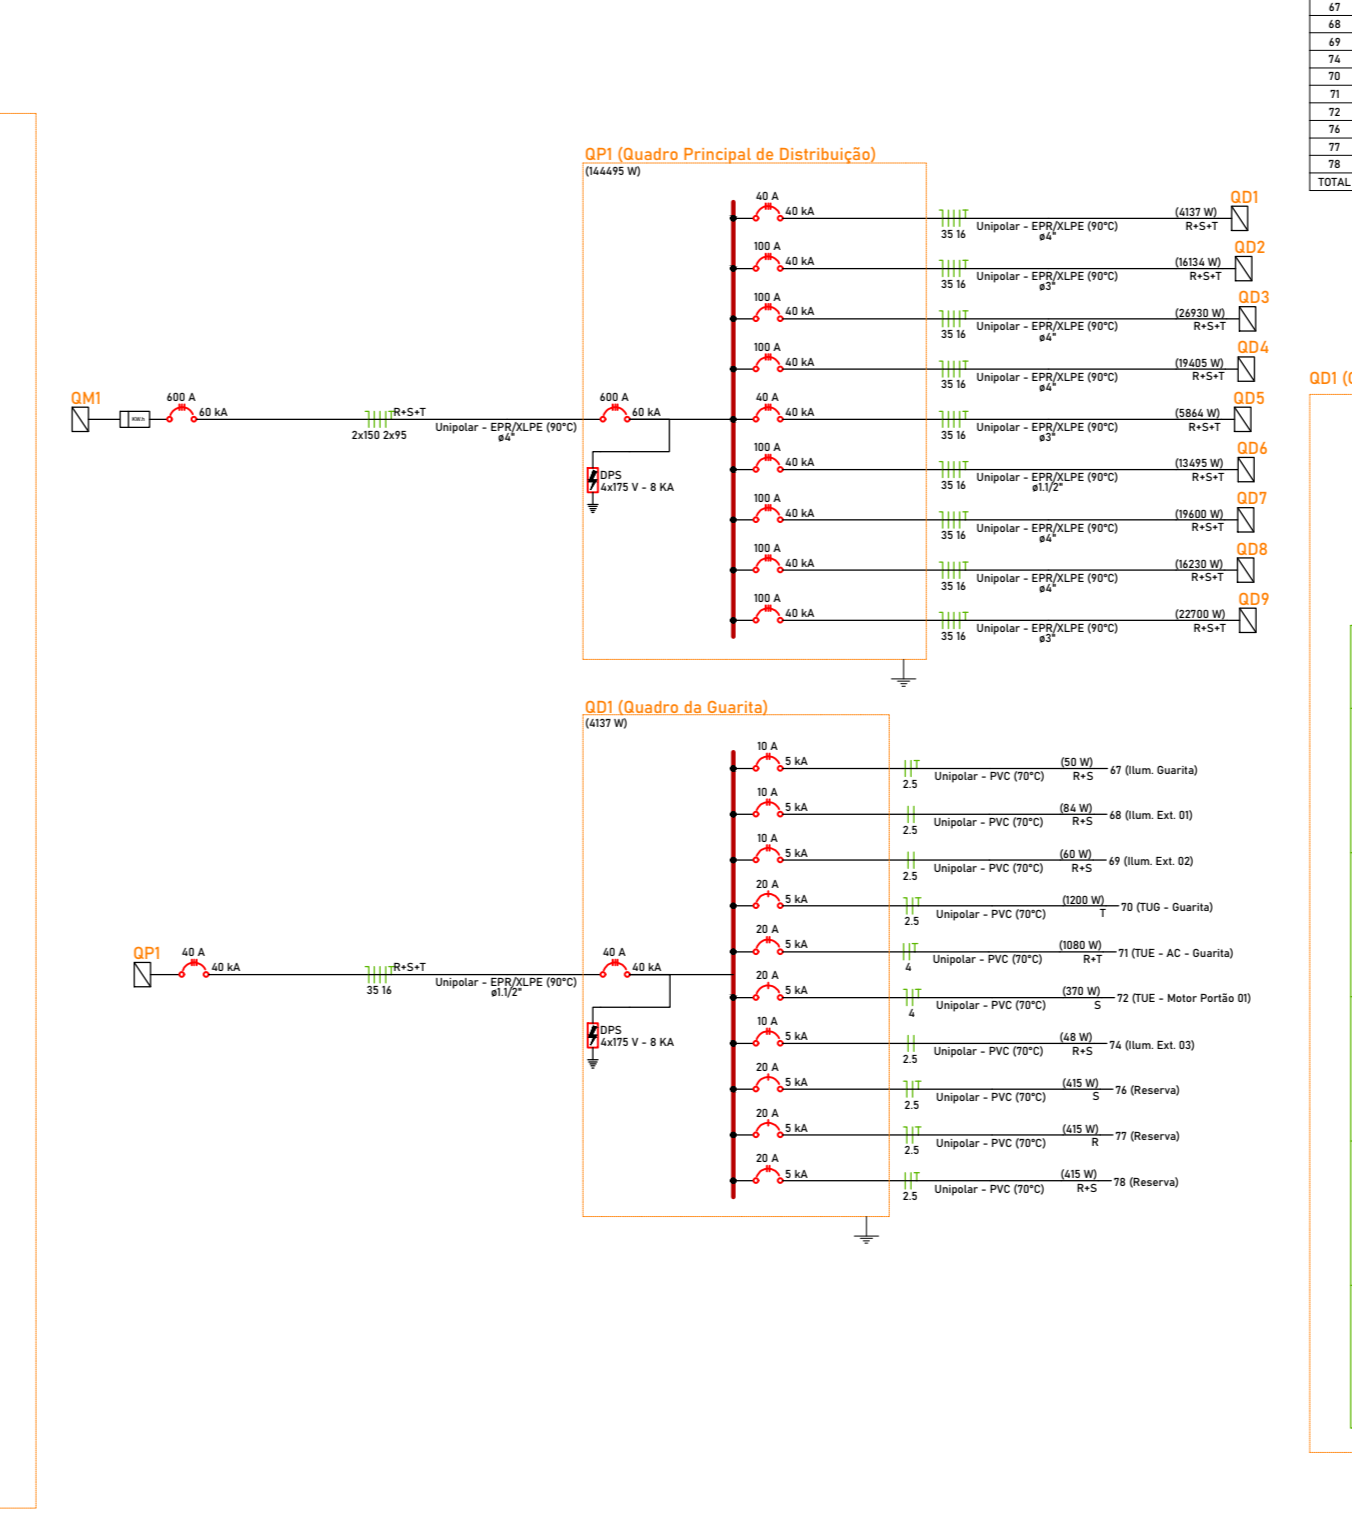 67
68
69
74
70
71
72
76
77
78
TOTAL
QP1 (Quadro Principal de Distribuição)
(144495 W)
QM1
600 A
60 kA
R+S+T
2x150 2x95
Unipolar - EPR/XLPE (90°C)
ø4"
600 A
60 kA
DPS
4x175 V - 8 KA
40 A
40 kA
35 16
Unipolar - EPR/XLPE (90°C)
ø4"
(4137 W)
R+S+T
QD1
100 A
40 kA
35 16
Unipolar - EPR/XLPE (90°C)
ø3"
(16134 W)
R+S+T
QD2
100 A
40 kA
35 16
Unipolar - EPR/XLPE (90°C)
ø4"
(26930 W)
R+S+T
QD3
100 A
40 kA
35 16
Unipolar - EPR/XLPE (90°C)
ø4"
(19405 W)
R+S+T
QD4
40 A
40 kA
35 16
Unipolar - EPR/XLPE (90°C)
ø3"
(5864 W)
R+S+T
QD5
100 A
40 kA
35 16
Unipolar - EPR/XLPE (90°C)
ø1.1/2"
(13495 W)
R+S+T
QD6
100 A
40 kA
35 16
Unipolar - EPR/XLPE (90°C)
ø4"
(19600 W)
R+S+T
QD7
100 A
40 kA
35 16
Unipolar - EPR/XLPE (90°C)
ø4"
(16230 W)
R+S+T
QD8
100 A
40 kA
35 16
Unipolar - EPR/XLPE (90°C)
ø3"
(22700 W)
R+S+T
QD9
QD1 (
QD1 (Quadro da Guarita)
(4137 W)
QP1
40 A
40 kA
R+S+T
35 16
Unipolar - EPR/XLPE (90°C)
ø1.1/2"
40 A
40 kA
DPS
4x175 V - 8 KA
10 A
5 kA
2.5
Unipolar - PVC (70°C)
(50 W)
R+S
67 (Ilum. Guarita)
10 A
5 kA
2.5
Unipolar - PVC (70°C)
(84 W)
R+S
68 (Ilum. Ext. 01)
10 A
5 kA
2.5
Unipolar - PVC (70°C)
(60 W)
R+S
69 (Ilum. Ext. 02)
20 A
5 kA
2.5
Unipolar - PVC (70°C)
(1200 W)
T
70 (TUG - Guarita)
20 A
5 kA
4
Unipolar - PVC (70°C)
(1080 W)
R+T
71 (TUE - AC - Guarita)
20 A
5 kA
4
Unipolar - PVC (70°C)
(370 W)
S
72 (TUE - Motor Portão 01)
10 A
5 kA
2.5
Unipolar - PVC (70°C)
(48 W)
R+S
74 (Ilum. Ext. 03)
20 A
5 kA
2.5
Unipolar - PVC (70°C)
(415 W)
S
76 (Reserva)
20 A
5 kA
2.5
Unipolar - PVC (70°C)
(415 W)
R
77 (Reserva)
20 A
5 kA
2.5
Unipolar - PVC (70°C)
(415 W)
R+S
78 (Reserva)